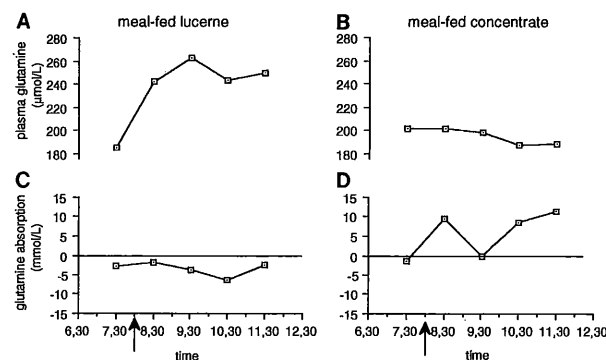 A
meal-fed lucerne
plasma glutamine
(µmol/L)
280
260
240
220
200
180
B
meal-fed concentrate
280
260
240
220
200
180
C
glutamine absorption
(mmol/L)
15
10
5
0
-5
-10
-15
6,30 7,30 8,30 9,30 10,30 11,30 12,30
time
D
15
10
5
0
-5
-10
-15
6,30 7,30 8,30 9,30 10,30 11,30 12,30
time